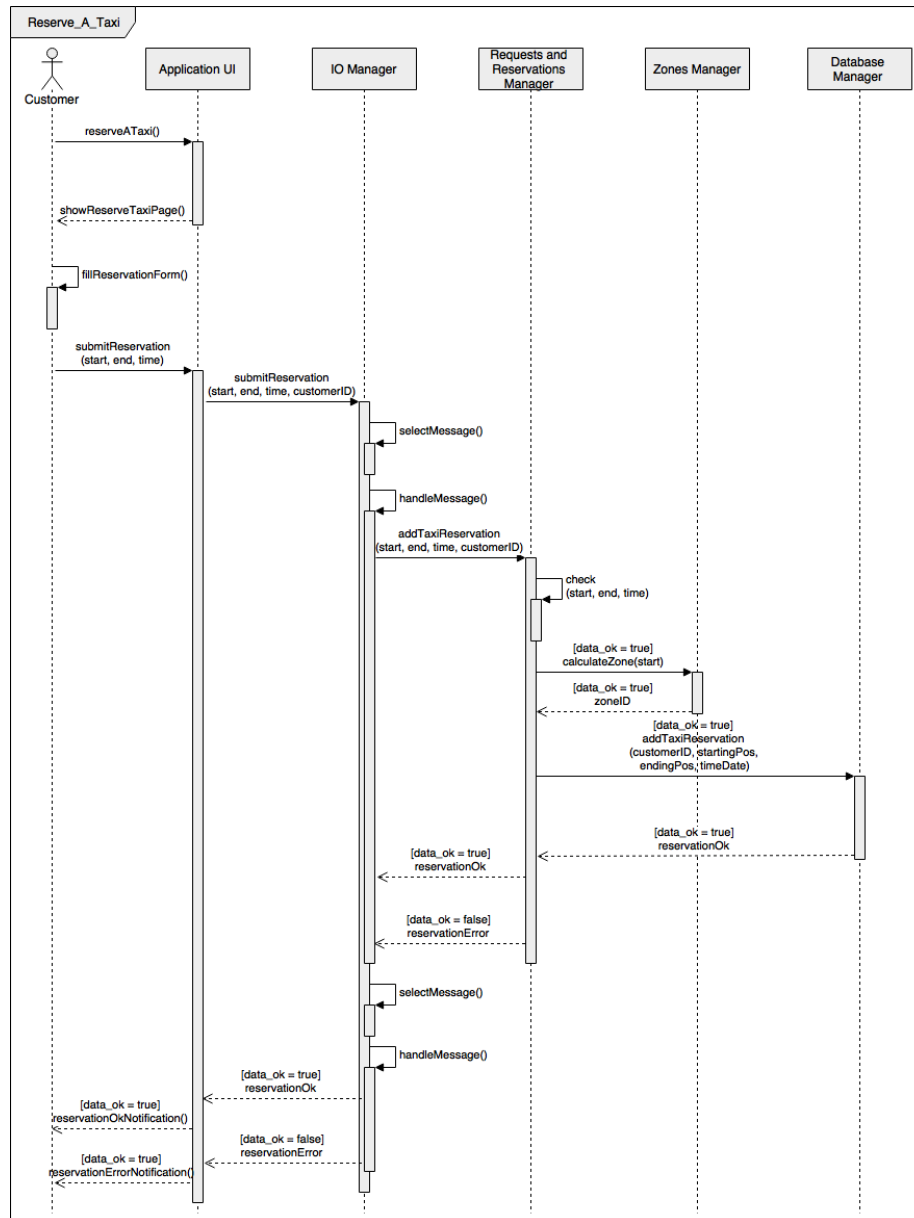 Reserve_A_Taxi
Customer
Application UI
IO Manager
Requests and
Reservations
Manager
Zones Manager
Database
Manager
reserveATaxi()
showReserveTaxiPage()
fillReservationForm()
submitReservation
(start, end, time)
submitReservation
(start, end, time, customerID)
selectMessage()
handleMessage()
addTaxiReservation
(start, end, time, customerID)
check
(start, end, time)
[data_ok = true]
calculateZone(start)
[data_ok = true]
zoneID
[data_ok = true]
addTaxiReservation
(customerID, startingPos,
endingPos, timeDate)
[data_ok = true]
reservationOk
[data_ok = true]
reservationOk
[data_ok = false]
reservationError
selectMessage()
handleMessage()
[data_ok = true]
reservationOk
[data_ok = true]
reservationOkNotification()
[data_ok = false]
reservationError
[data_ok = true]
reservationErrorNotification()